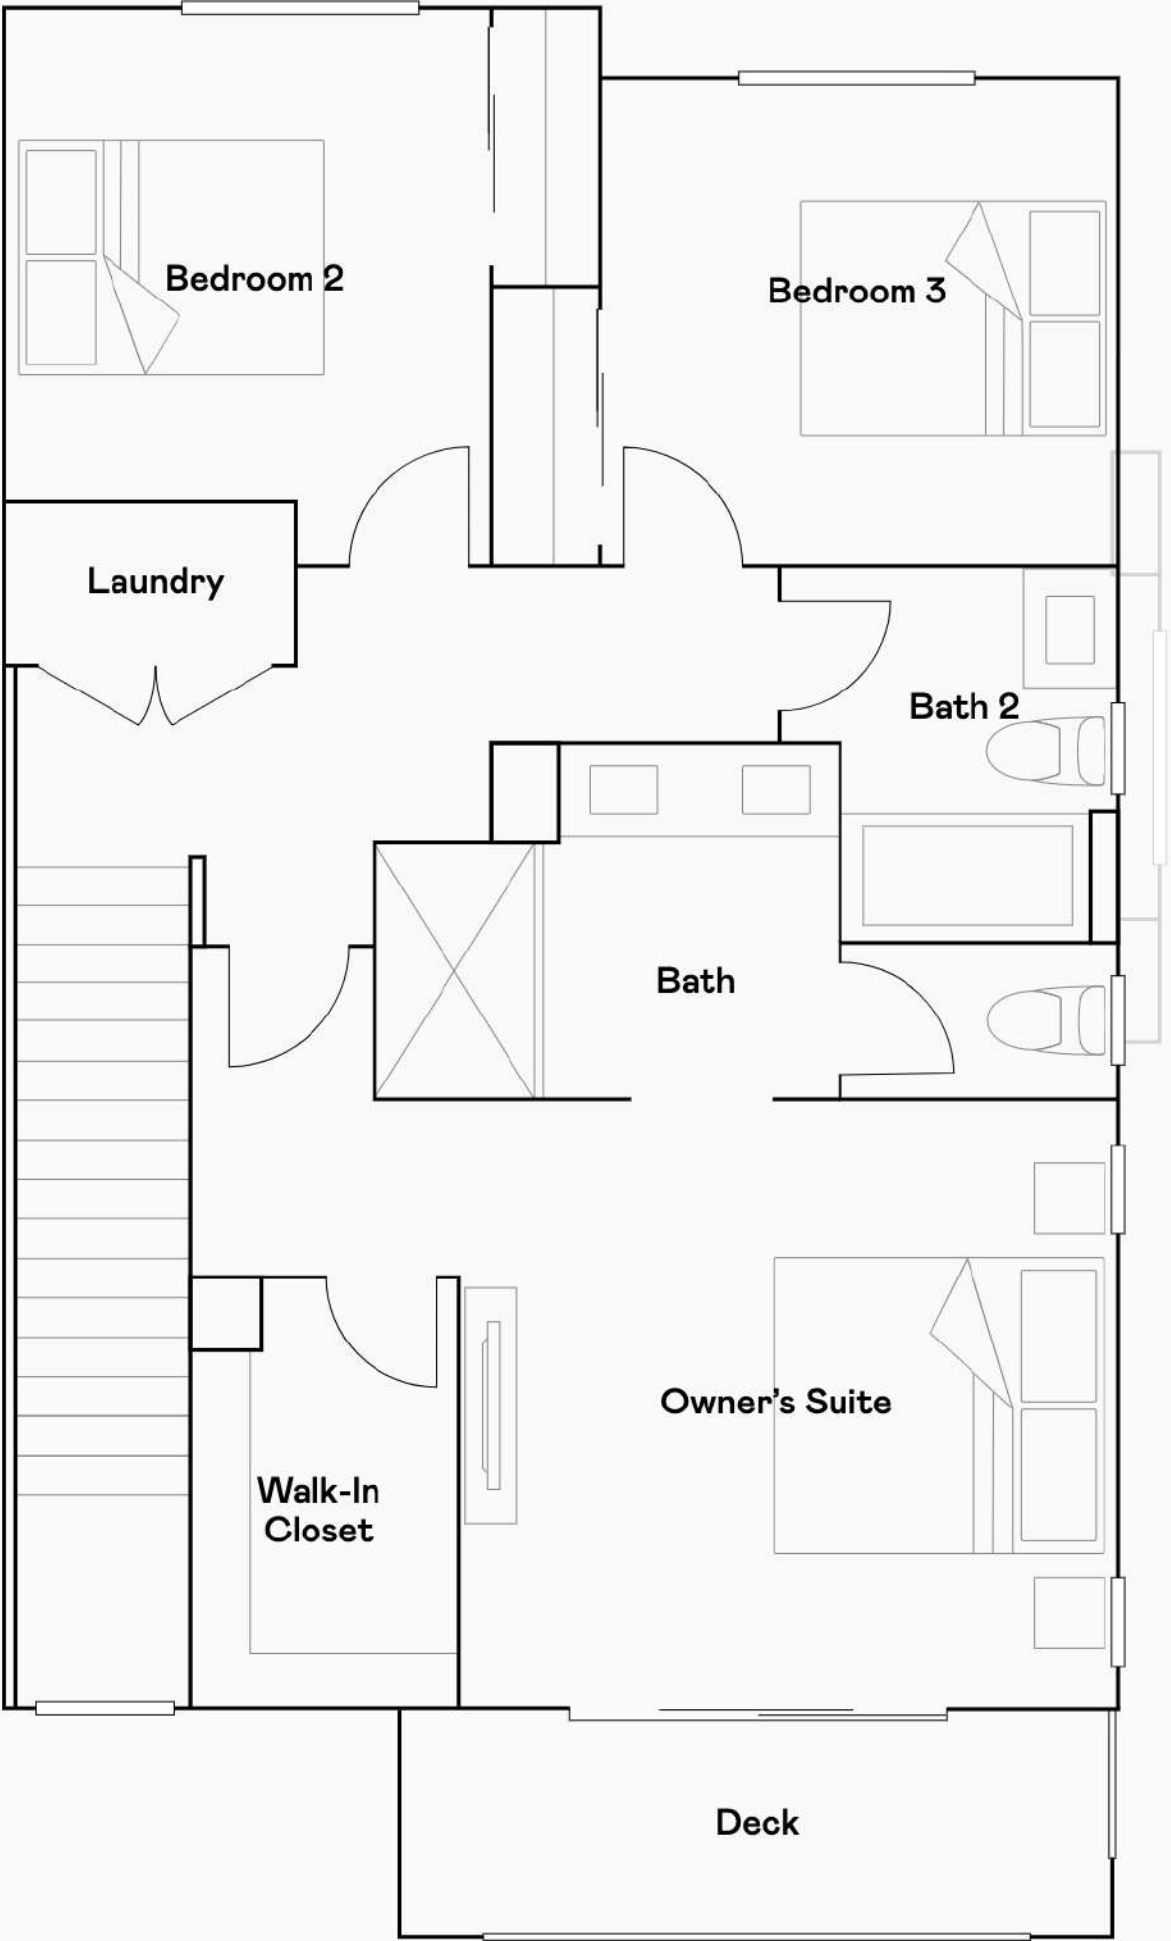 Bedroom 2
Bedroom 3
Laundry
Bath 2
Bath
Owner's Suite
Walk-In
Closet
Deck